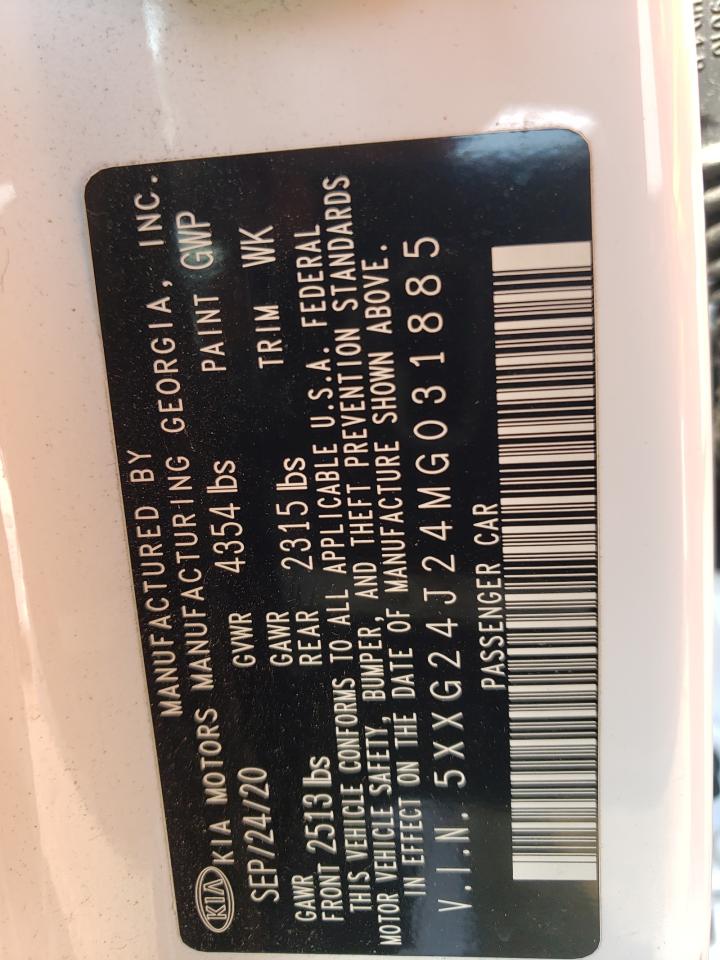 MANUFACTURED BY
KIA KIA MOTORS MANUFACTURING GEORGIA, INC.
SEP/24/20 GVWR 4354 lbs PAINT GWP
GAWR GAWR
FRONT 2513 lbs REAR 2315 lbs TRIM WK
THIS VEHICLE CONFORMS TO ALL APPLICABLE U.S.A. FEDERAL
MOTOR VEHICLE SAFETY, BUMPER, AND THEFT PREVENTION STANDARDS
IN EFFECT ON THE DATE OF MANUFACTURE SHOWN ABOVE.
V.I.N. 5XXG24J24MG031885
PASSENGER CAR